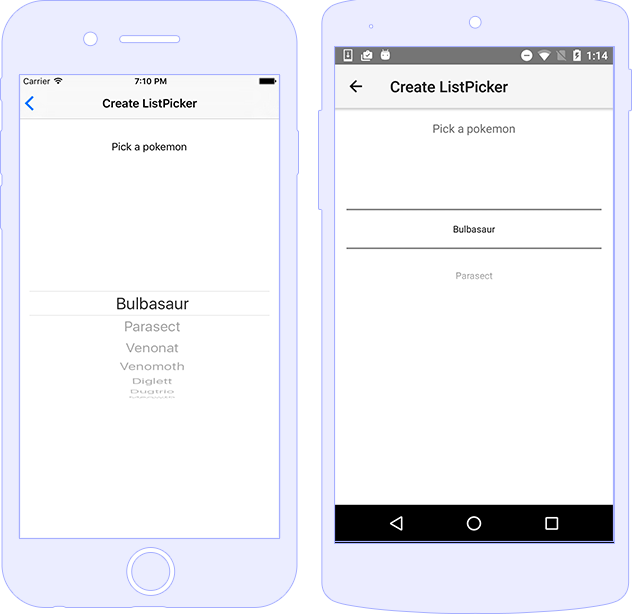 Carrier 7:10 PM
Create ListPicker
Pick a pokemon
Bulbasaur
Parasect
Venonat
Venomoth
Diglett
Dugtrio
1:14
Create ListPicker
Pick a pokemon
Bulbasaur
Parasect